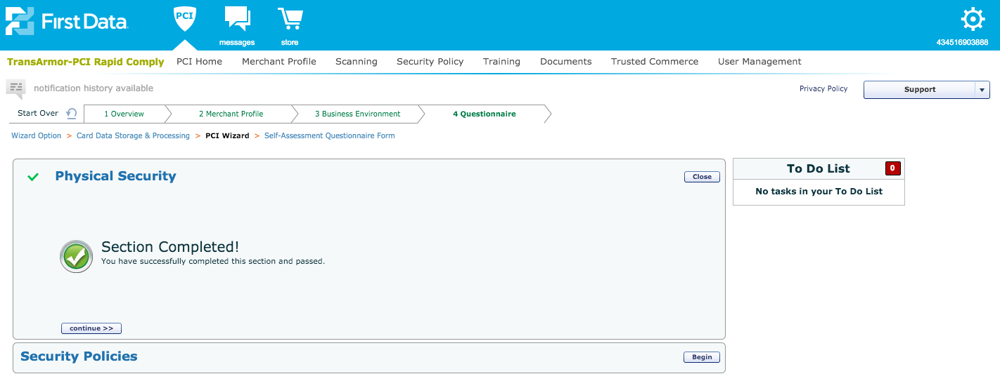 First Data
PCI
messages
store
434516903888
TransArmor-PCI Rapid Comply PCI Home Merchant Profile Scanning Security Policy Training Documents Trusted Commerce User Management
notification history available
Privacy Policy
Support
Start Over 1 Overview 2 Merchant Profile 3 Business Environment 4 Questionnaire
Wizard Option > Card Data Storage & Processing > PCI Wizard > Self-Assessment Questionnaire Form
Physical Security
Close
Section Completed!
You have successfully completed this section and passed.
continue >>
Security Policies
Begin
To Do List 0
No tasks in your To Do List